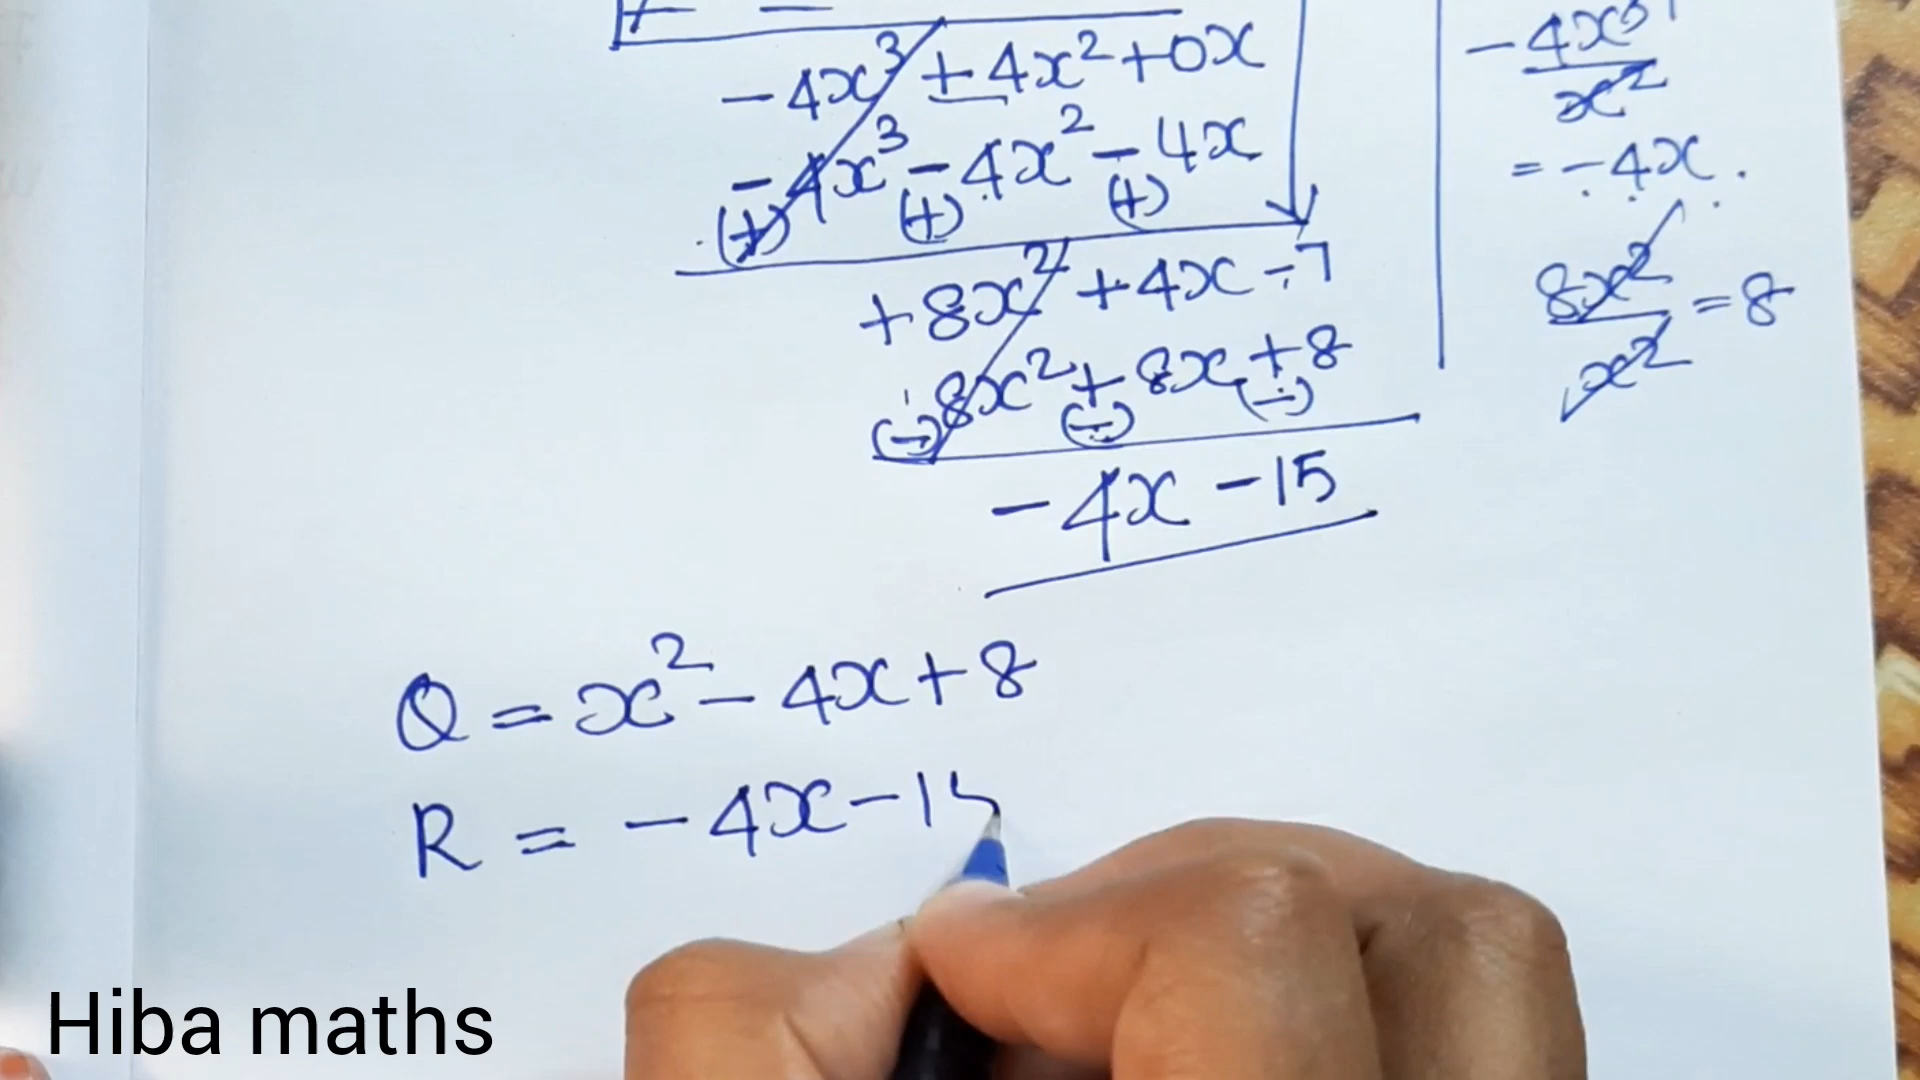 -4x³ +4x² +0x
-4x³ -4x² -4x
(+) (+) (+)
+8x² +4x -7
8x² +8x +8
(-) (-) (-)
-4x -15
-4x³
x²
= -4x.
8x²
x²
= 8
Q = x² - 4x + 8
R = -4x - 15
Hiba maths